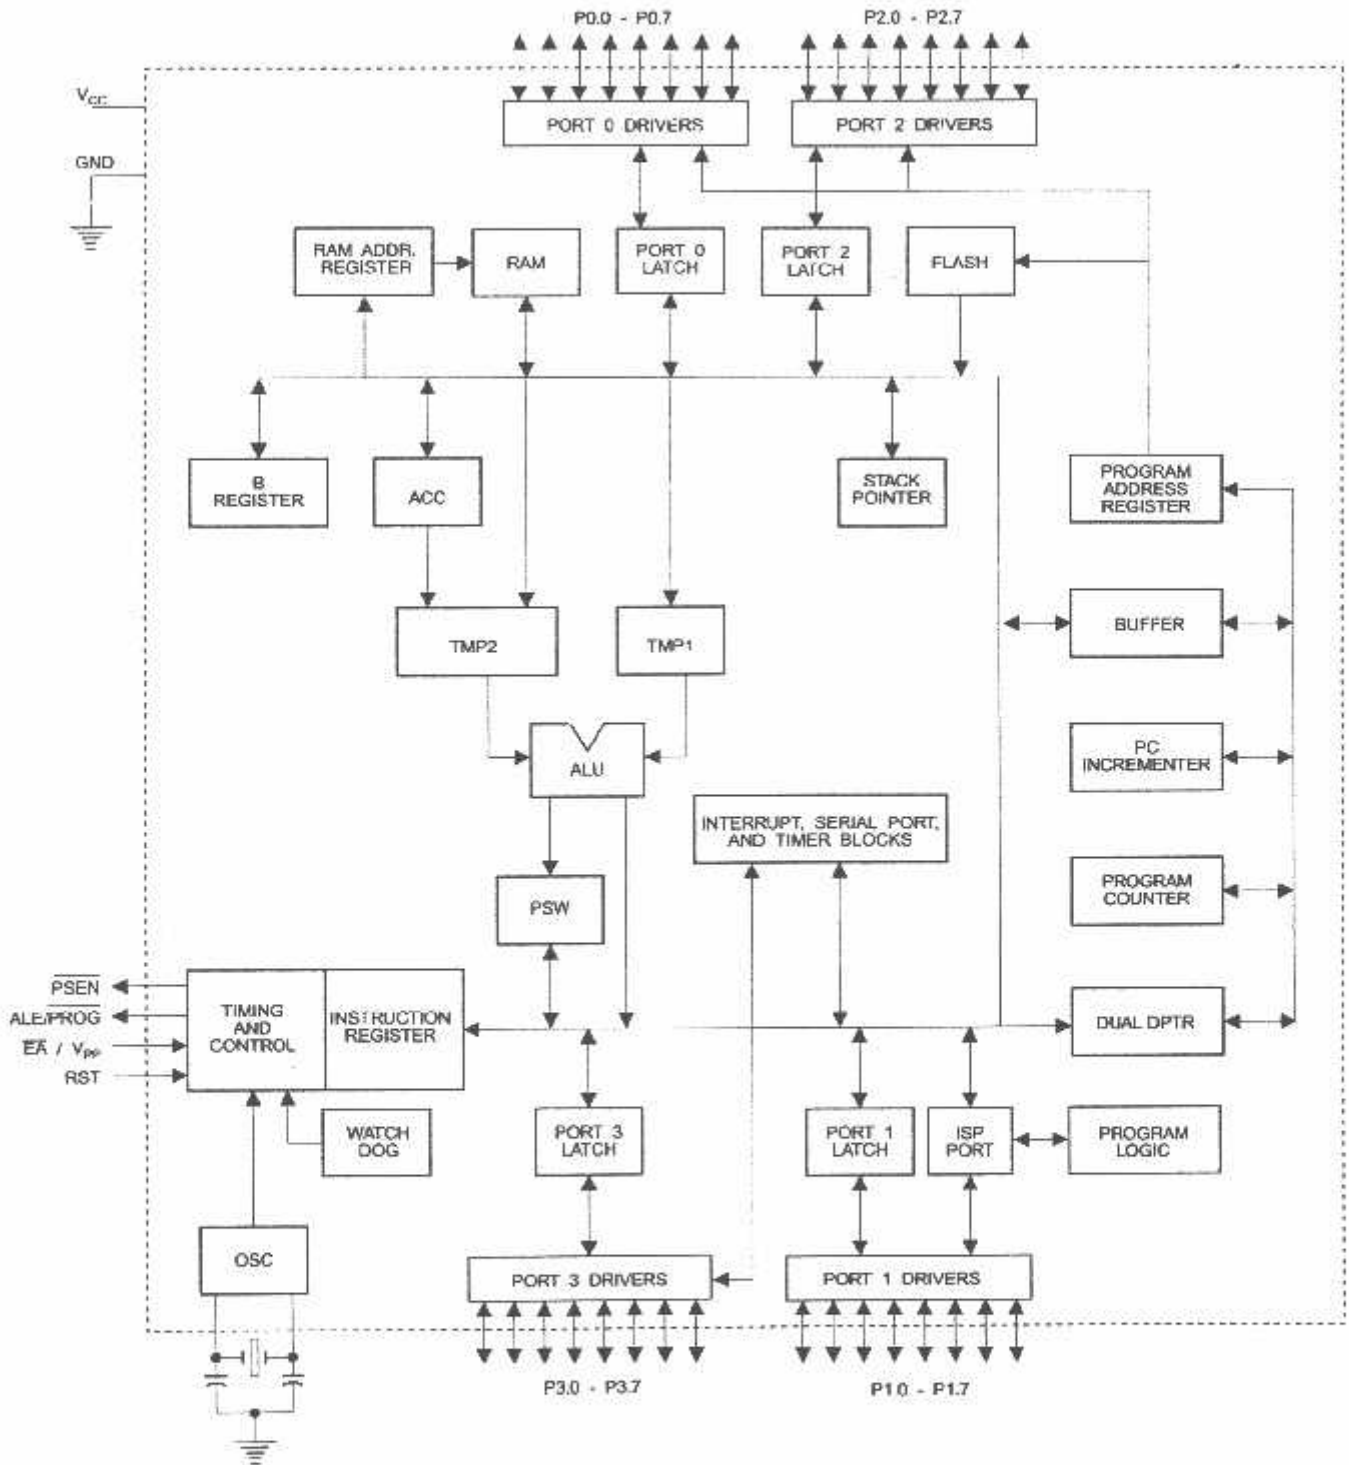 P0.0 - P0.7
P2.0 - P2.7
VCC
PORT 0 DRIVERS
PORT 2 DRIVERS
GND
RAM ADDR.
REGISTER
RAM
PORT 0
LATCH
PORT 2
LATCH
FLASH
B
REGISTER
ACC
STACK
POINTER
PROGRAM
ADDRESS
REGISTER
BUFFER
TMP2
TMP1
ALU
PC
INCREMENTER
INTERRUPT, SERIAL PORT,
AND TIMER BLOCKS
PROGRAM
COUNTER
PSW
PSEN
ALE/PROG
EA / VPP
RST
TIMING
AND
CONTROL
INSTRUCTION
REGISTER
DUAL DPTR
WATCH
DOG
PORT 3
LATCH
PORT 1
LATCH
ISP
PORT
PROGRAM
LOGIC
OSC
PORT 3 DRIVERS
PORT 1 DRIVERS
P3.0 - P3.7
P1.0 - P1.7